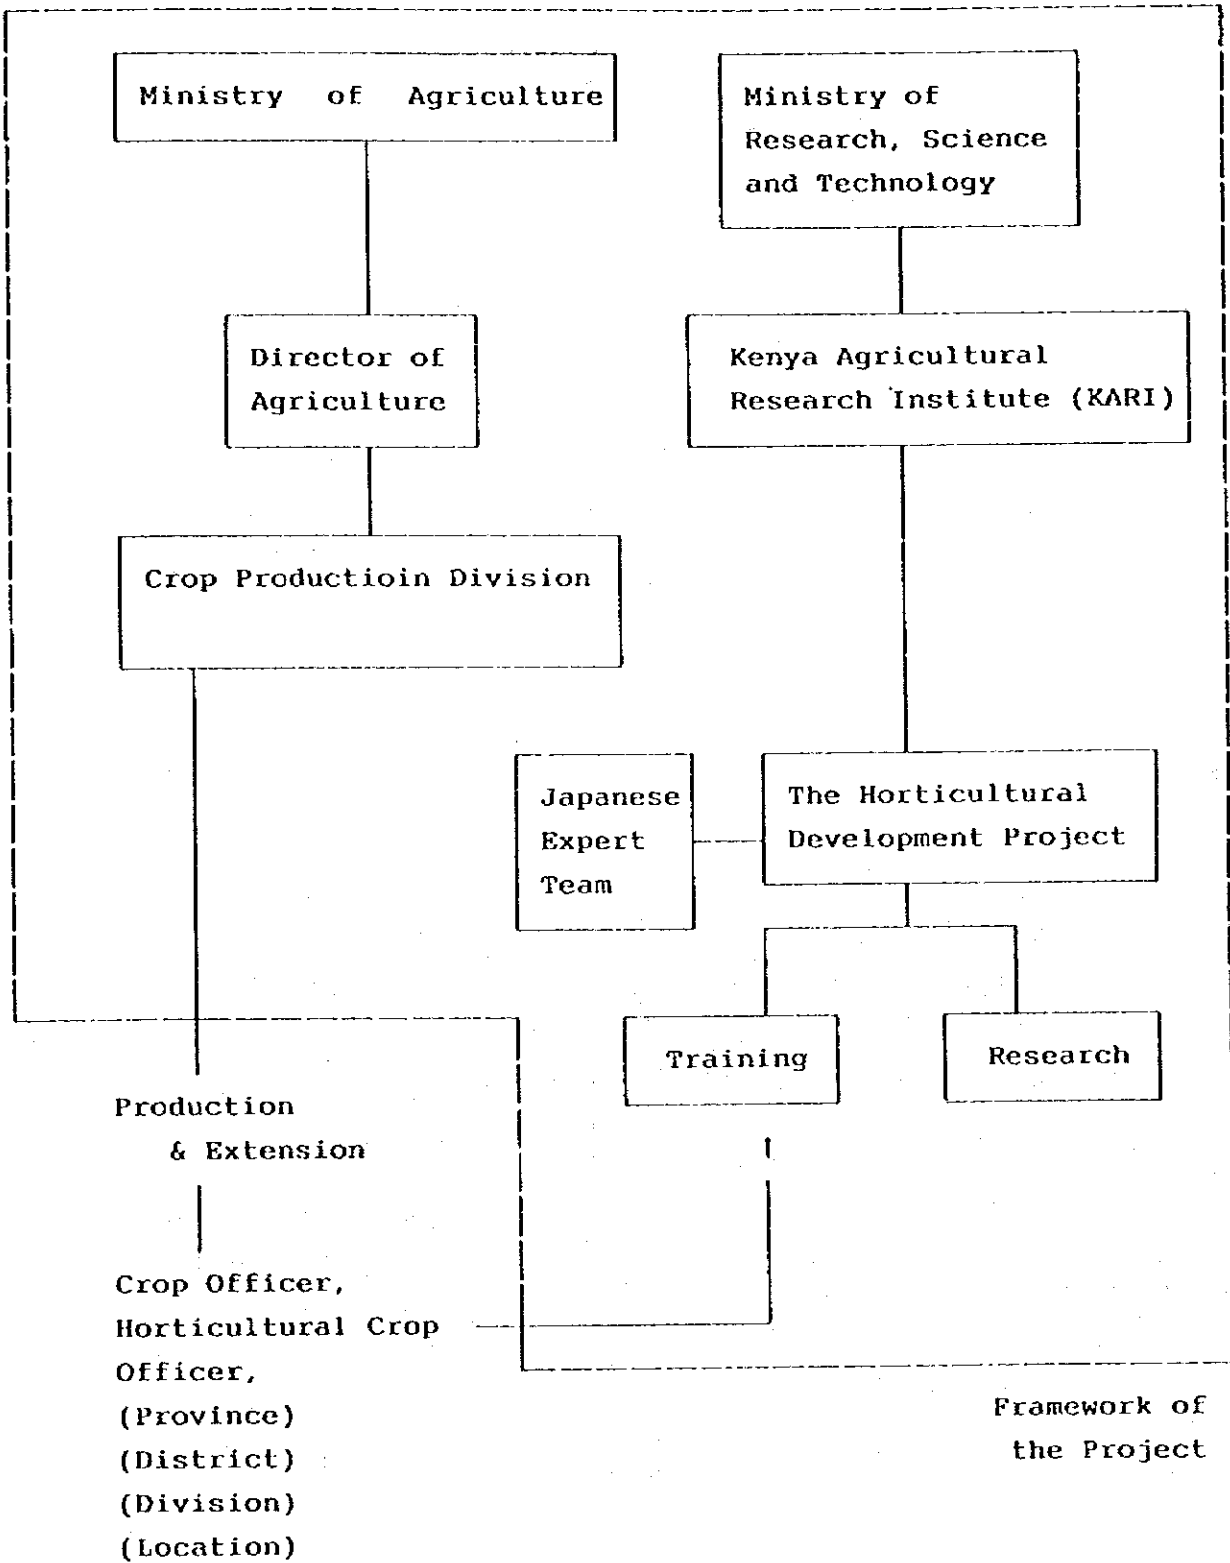 Ministry of Agriculture
Ministry of
Research, Science
and Technology
Director of
Agriculture
Kenya Agricultural
Research Institute (KARI)
Crop Productioin Division
Japanese
Expert
Team
The Horticultural
Development Project
Training
Research
Production
& Extension
Crop Officer,
Horticultural Crop
Officer,
(Province)
(District)
(Division)
(Location)
Framework of
the Project